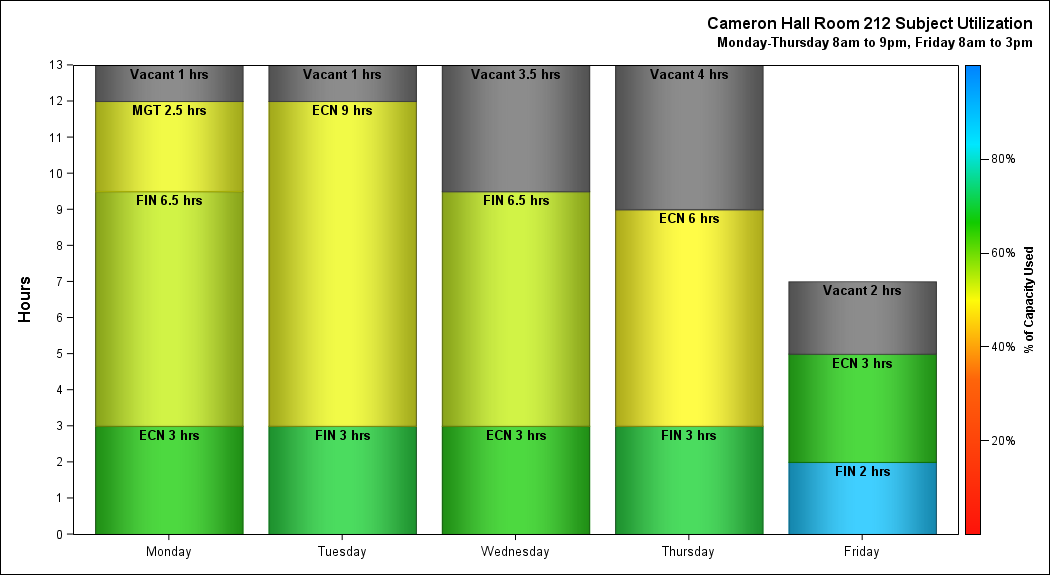 Cameron Hall Room 212 Subject Utilization
Monday-Thursday 8am to 9pm, Friday 8am to 3pm
Hours
13
12
11
10
9
8
7
6
5
4
3
2
1
0
Vacant 1 hrs
MGT 2.5 hrs
FIN 6.5 hrs
ECN 3 hrs
Vacant 1 hrs
ECN 9 hrs
FIN 3 hrs
Vacant 3.5 hrs
FIN 6.5 hrs
ECN 3 hrs
Vacant 4 hrs
ECN 6 hrs
FIN 3 hrs
Vacant 2 hrs
ECN 3 hrs
FIN 2 hrs
Monday
Tuesday
Wednesday
Thursday
Friday
80%
60%
40%
20%
% of Capacity Used